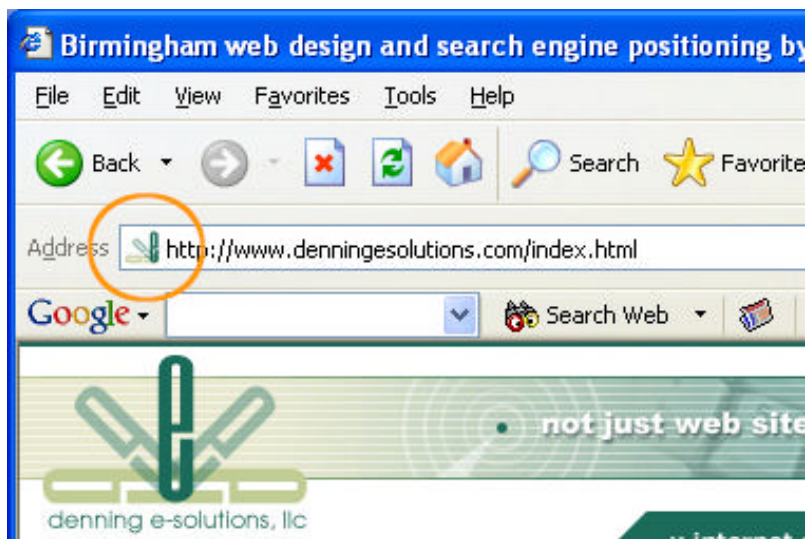 Birmingham web design and search engine positioning by
File Edit View Favorites Tools Help
Back Search Favorite
Address http://www.denningesolutions.com/index.html
Google Search Web
not just web site
denning e-solutions, llc
internet